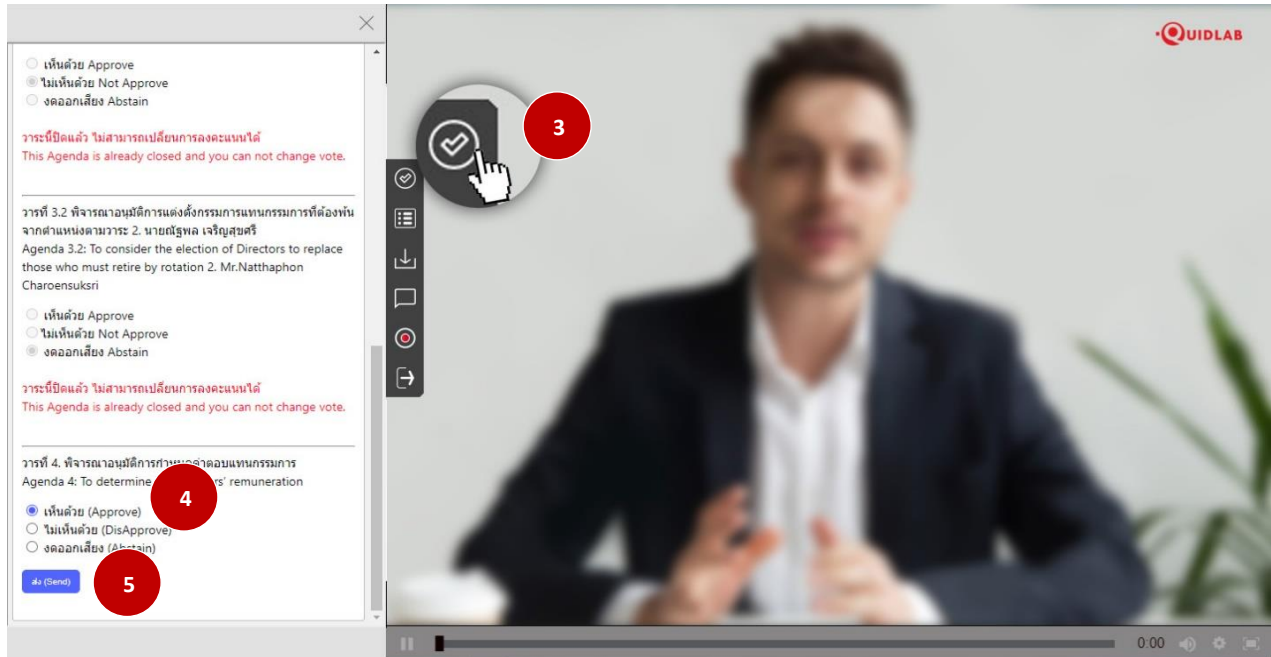 เห็นด้วย Approve
ไม่เห็นด้วย Not Approve
งดออกเสียง Abstain
วาระนี้ปิดแล้ว ไม่สามารถเปลี่ยนการลงคะแนนได้
This Agenda is already closed and you can not change vote.
วารที่ 3.2 พิจารณาอนุมัติการแต่งตั้งกรรมการแทนกรรมการที่ต้องพ้น
จากตำแหน่งตามวาระ 2. นายณัฐพล เจริญสุขศรี
Agenda 3.2: To consider the election of Directors to replace
those who must retire by rotation 2. Mr.Natthaphon
Charoensuksri
เห็นด้วย Approve
ไม่เห็นด้วย Not Approve
งดออกเสียง Abstain
วาระนี้ปิดแล้ว ไม่สามารถเปลี่ยนการลงคะแนนได้
This Agenda is already closed and you can not change vote.
วารที่ 4. พิจารณาอนุมัติการกำหนดค่าตอบแทนกรรมการ
Agenda 4: To determine rs' remuneration
4
เห็นด้วย (Approve)
ไม่เห็นด้วย (DisApprove)
งดออกเสียง (Abstain)
ส่ง (Send)
5
3
QUIDLAB
0:00